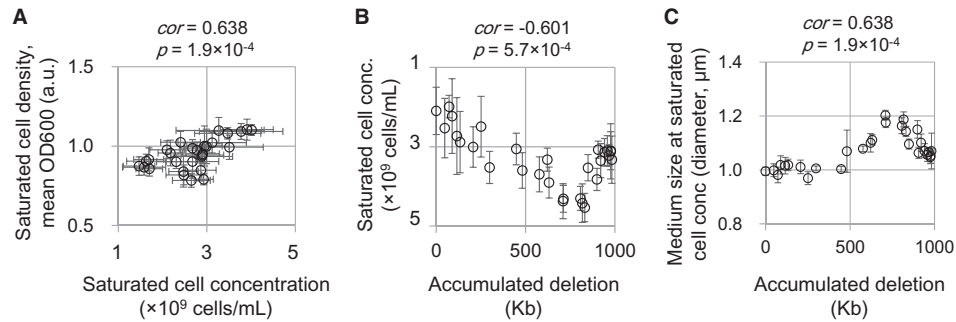 A
cor = 0.638
p = 1.9×10⁻⁴
Saturated cell density,
mean OD600 (a.u.)
1.5
1.0
0.5
1
3
5
Saturated cell concentration
(×10⁹ cells/mL)
B
cor = -0.601
p = 5.7×10⁻⁴
Saturated cell conc.
(×10⁹ cells/mL)
1
3
5
0
500
1000
Accumulated deletion
(Kb)
C
cor = 0.638
p = 1.9×10⁻⁴
Medium size at saturated
cell conc (diameter, μm)
1.4
1.2
1.0
0.8
0
500
1000
Accumulated deletion
(Kb)